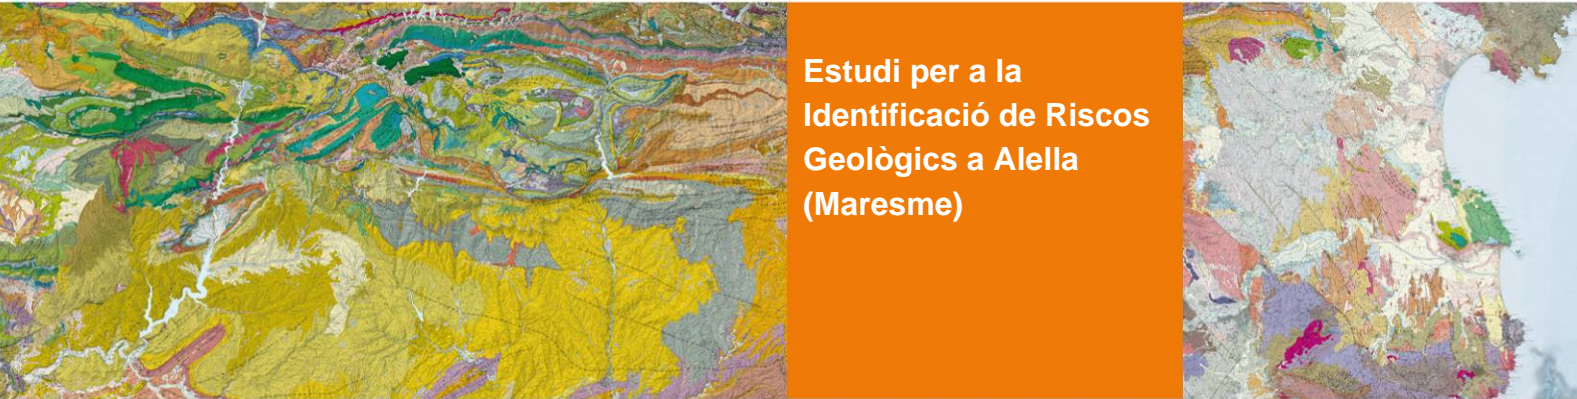 Estudi per a la
Identificació de Riscos
Geològics a Alella
(Maresme)